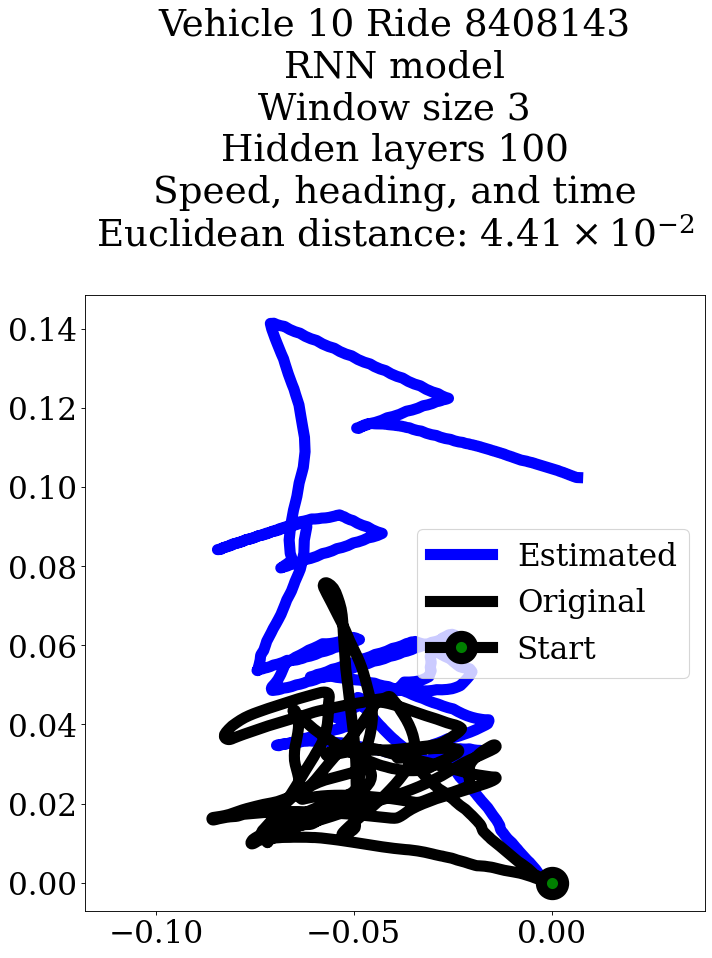 Vehicle 10 Ride 8408143
RNN model
Window size 3
Hidden layers 100
Speed, heading, and time
Euclidean distance: 4.41 × 10⁻²
0.14
0.12
0.10
0.08
0.06
0.04
0.02
0.00
Estimated
Original
Start
−0.10 −0.05 0.00